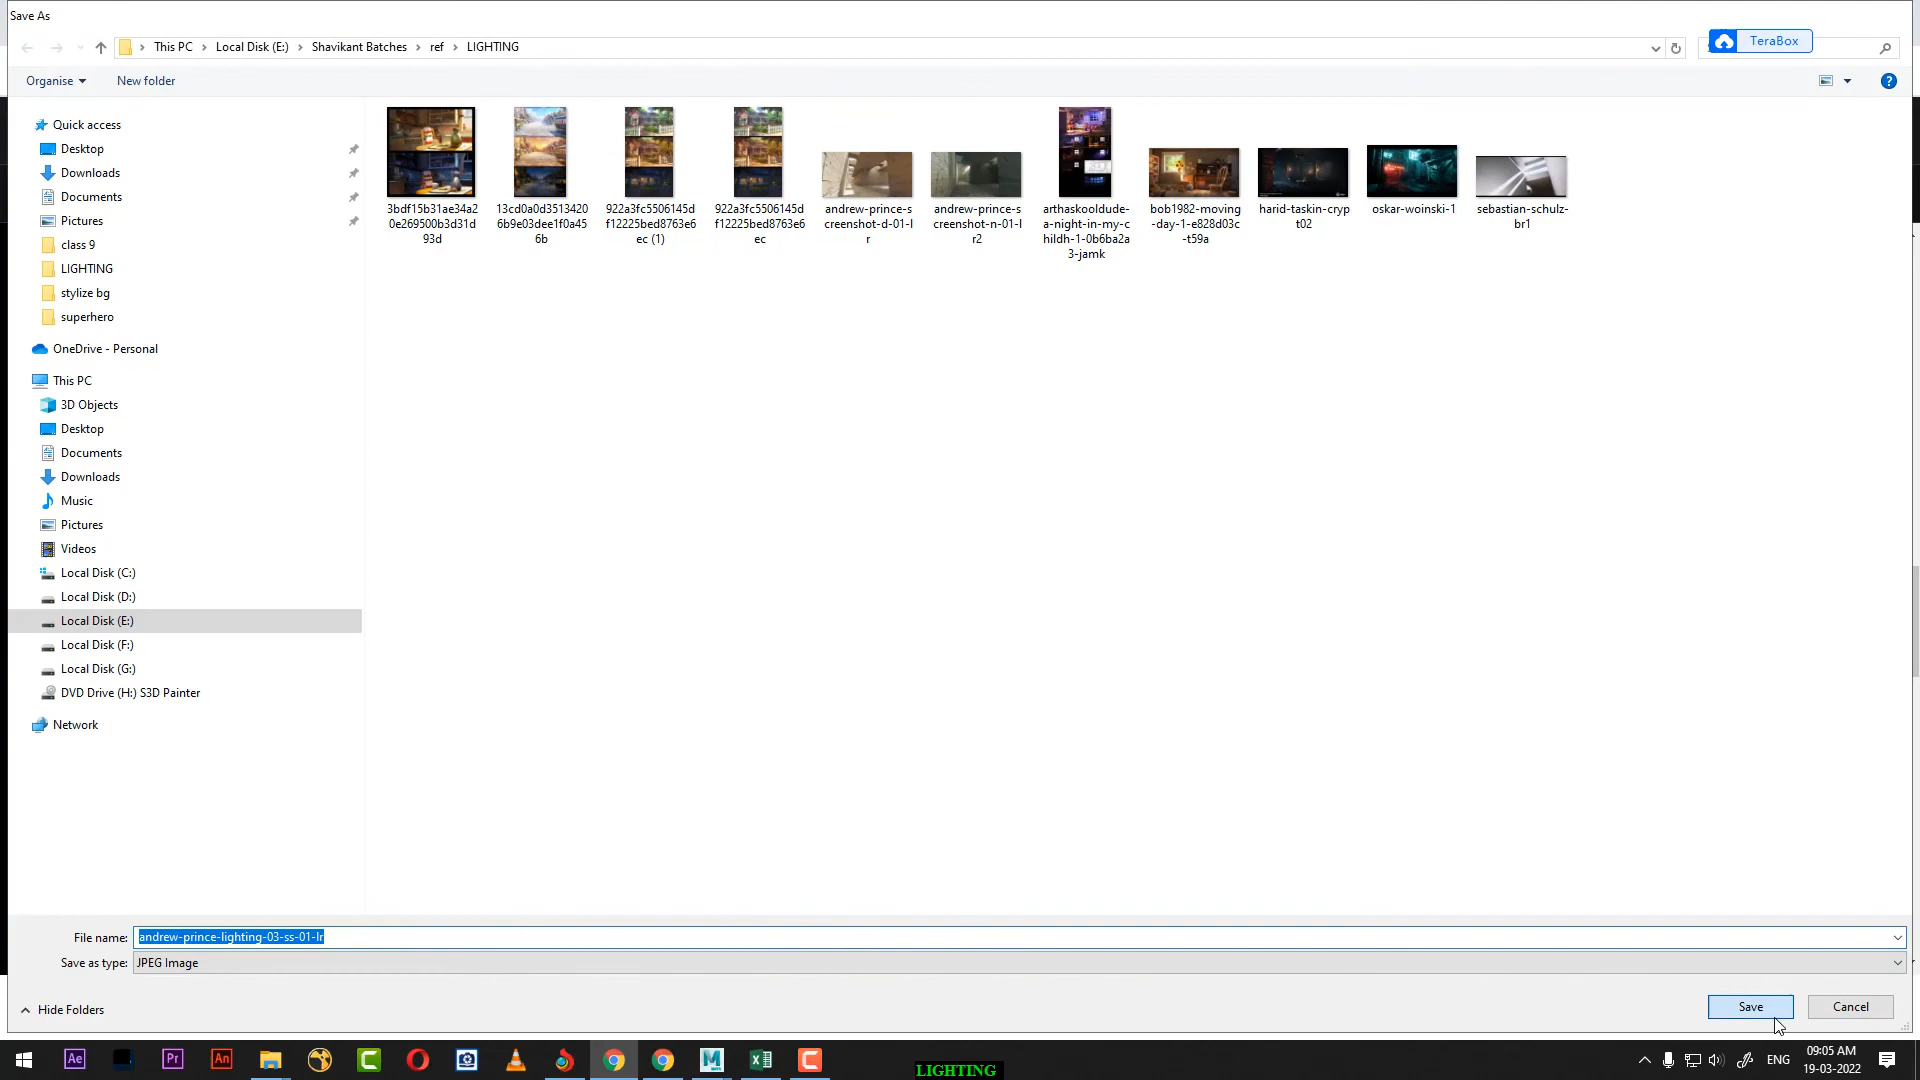 Save As
This PC
Local Disk (E:)
Shavikant Batches
ref
LIGHTING
TeraBox
Organise
New folder
Quick access
Desktop
Downloads
Documents
Pictures
class 9
LIGHTING
stylize bg
superhero
OneDrive - Personal
This PC
3D Objects
Desktop
Documents
Downloads
Music
Pictures
Videos
Local Disk (C:)
Local Disk (D:)
Local Disk (E:)
Local Disk (F:)
Local Disk (G:)
DVD Drive (H:) S3D Painter
Network
3bdf15b31ae34a2
0e269500b3d31d
93d
13cd0a0d3513420
6b9e03dee1f0a45
6b
922a3fc5506145d
f12225bed8763e6
ec (1)
922a3fc5506145d
f12225bed8763e6
ec
andrew-prince-s
creenshot-d-01-l
r
andrew-prince-s
creenshot-n-01-l
r2
arthaskooldude-
a-night-in-my-c
hildh-1-0b6ba2a
3-jamk
bob1982-moving
-day-1-e828d03c
-t59a
harid-taskin-cryp
t02
oskar-woinski-1
sebastian-schulz-
br1
File name: andrew-prince-lighting-03-ss-01-lr
Save as type: JPEG Image
Hide Folders
Save
Cancel
Ae
Pr
An
LIGHTING
ENG
09:05 AM
19-03-2022